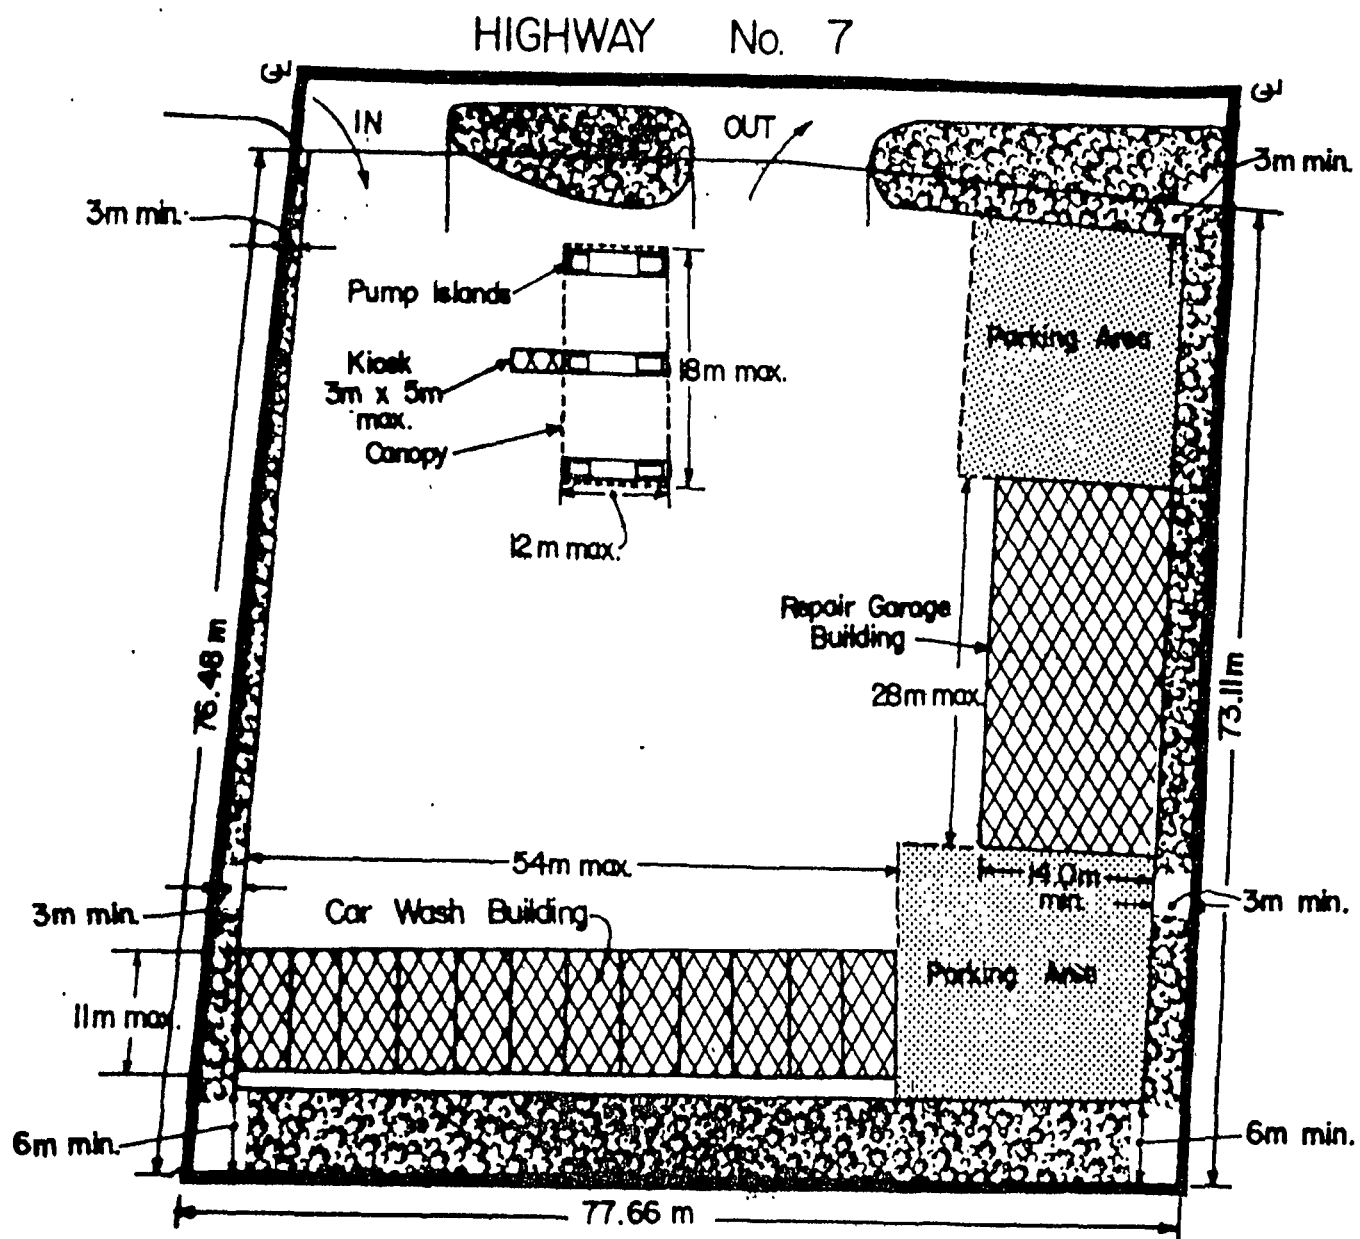 HIGHWAY No. 7
IN
OUT
3m min.
3m min.
Pump Islands
Parking Area
Kiosk
3m x 5m
max.
18m max.
Canopy
12m max.
Repair Garage
Building
76.48 m
28m max.
73.11m
54m max.
14.0m
min.
3m min.
Car Wash Building
3m min.
Parking Area
11m max.
6m min.
6m min.
77.66 m